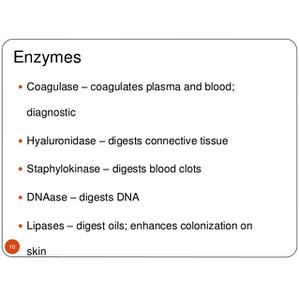 Enzymes
• Coagulase – coagulates plasma and blood;
diagnostic
• Hyaluronidase – digests connective tissue
• Staphylokinase – digests blood clots
• DNAase – digests DNA
• Lipases – digest oils; enhances colonization on
skin
10